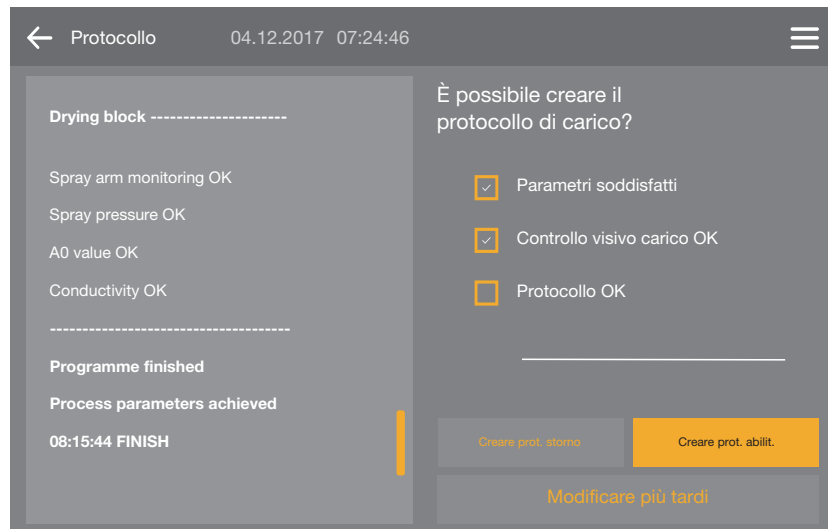 Protocollo 04.12.2017 07:24:46
Drying block ---------------------
Spray arm monitoring OK
Spray pressure OK
A0 value OK
Conductivity OK
-------------------------------------
Programme finished
Process parameters achieved
08:15:44 FINISH
È possibile creare il
protocollo di carico?
Parametri soddisfatti
Controllo visivo carico OK
Protocollo OK
Creare prot. storno
Creare prot. abilit.
Modificare più tardi